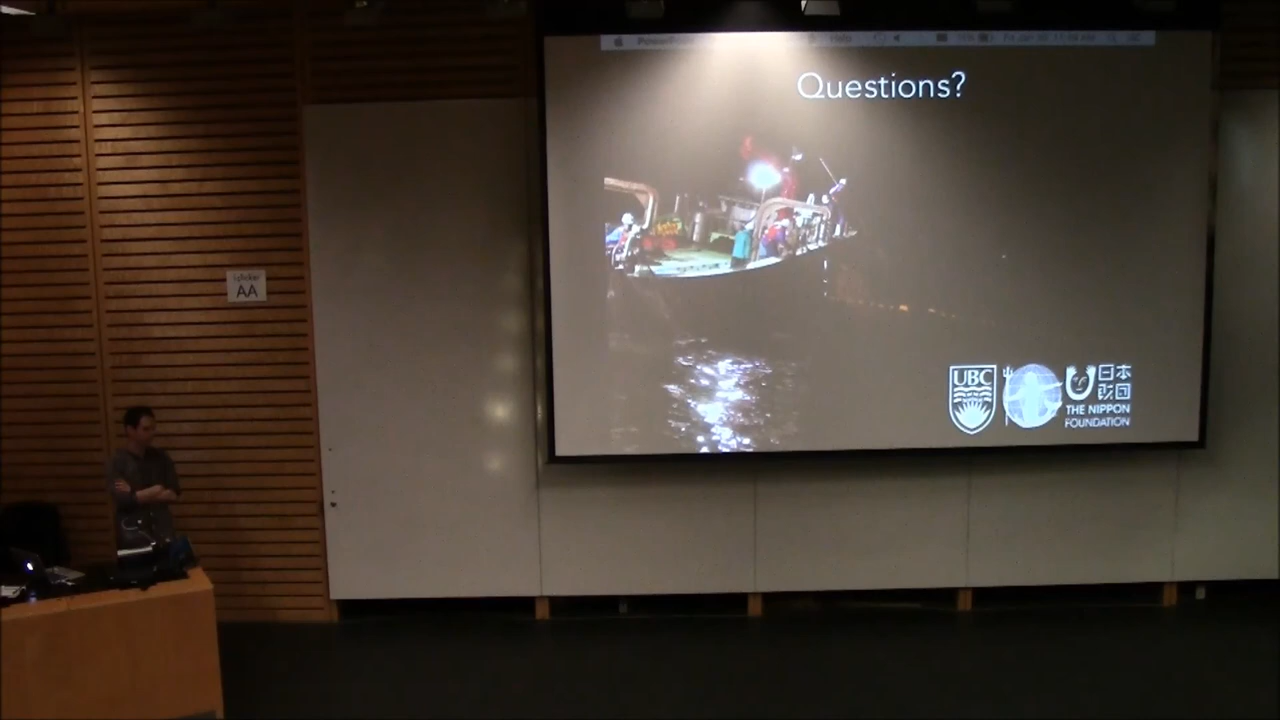 Questions?
AA
UBC
日本
財団
THE NIPPON
FOUNDATION